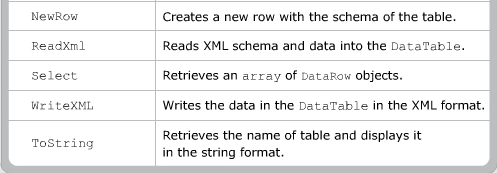 NewRow Creates a new row with the schema of the table.
ReadXml Reads XML schema and data into the DataTable.
Select Retrieves an array of DataRow objects.
WriteXML Writes the data in the DataTable in the XML format.
ToString Retrieves the name of table and displays it
in the string format.